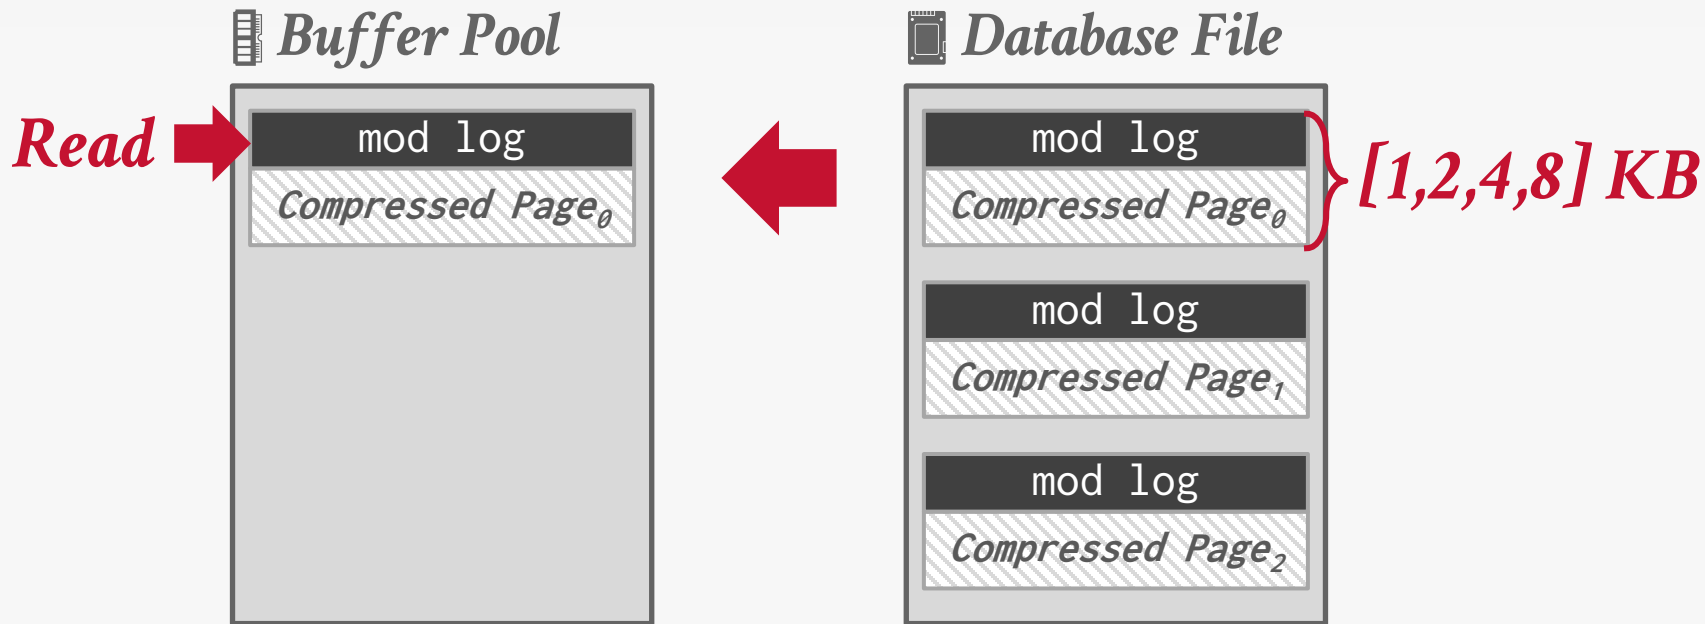 Buffer Pool
Read
mod log
Compressed Page₀
Database File
mod log
Compressed Page₀
[1,2,4,8] KB
mod log
Compressed Page₁
mod log
Compressed Page₂